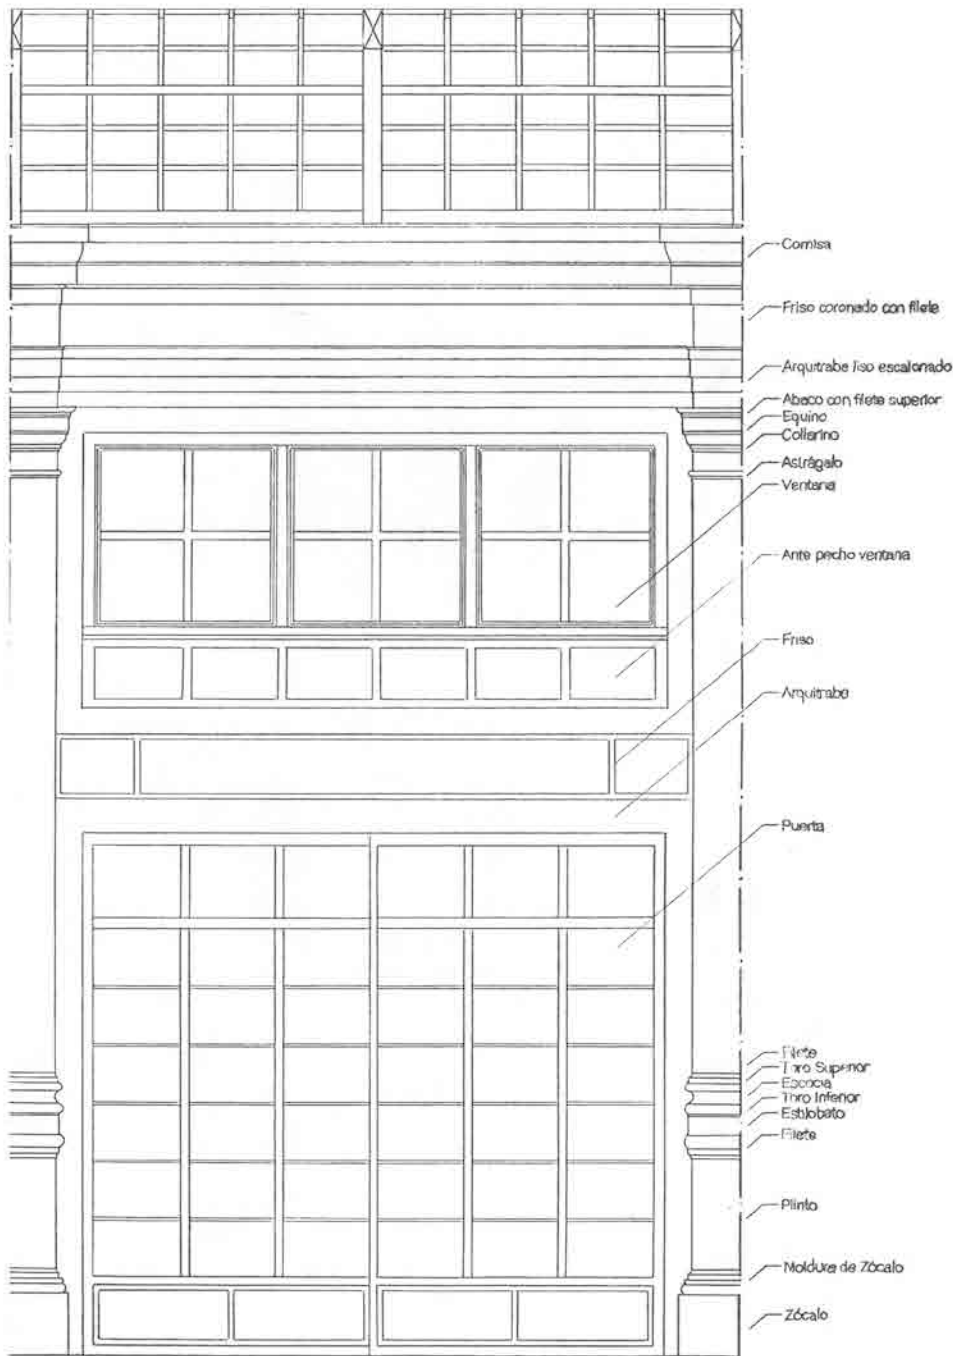 Cornisa
Friso coronado con filete
Arquitrabe liso escalonado
Abaco con filete superior
Equino
Collarino
Astrágalo
Ventana
Ante pecho ventana
Friso
Arquitrabe
Puerta
Filete
Toro Superior
Escocia
Toro Inferior
Estilobato
Filete
Plinto
Moldura de Zócalo
Zócalo